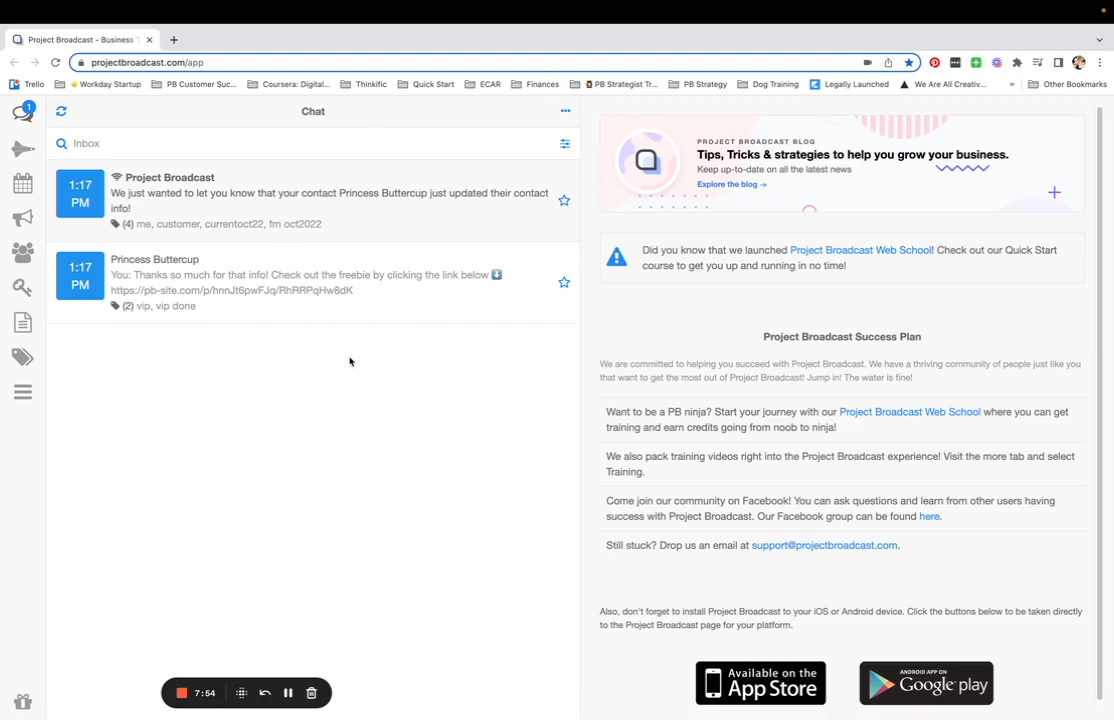 Project Broadcast - Business T
projectbroadcast.com/app
Trello
Workday Startup
PB Customer Suc...
Coursera: Digital...
Thinkific
Quick Start
ECAR
Finances
PB Strategist Tr...
PB Strategy
Dog Training
Legally Launched
We Are All Creativ...
»
Other Bookmarks
1
Chat
Inbox
1:17 PM
Project Broadcast
We just wanted to let you know that your contact Princess Buttercup just updated their contact
info!
(4) me, customer, currentoct22, fm oct2022
1:17 PM
Princess Buttercup
You: Thanks so much for that info! Check out the freebie by clicking the link below ⬇️
https://pb-site.com/p/hnnJt6pwFJq/RhRRPqHw8dK
(2) vip, vip done
7:54
PROJECT BROADCAST BLOG
Tips, Tricks & strategies to help you grow your business.
Keep up-to-date on all the latest news
Explore the blog →
Did you know that we launched Project Broadcast Web School! Check out our Quick Start
course to get you up and running in no time!
Project Broadcast Success Plan
We are committed to helping you succeed with Project Broadcast. We have a thriving community of people just like you
that want to get the most out of Project Broadcast! Jump in! The water is fine!
Want to be a PB ninja? Start your journey with our Project Broadcast Web School where you can get
training and earn credits going from noob to ninja!
We also pack training videos right into the Project Broadcast experience! Visit the more tab and select
Training.
Come join our community on Facebook! You can ask questions and learn from other users having
success with Project Broadcast. Our Facebook group can be found here.
Still stuck? Drop us an email at support@projectbroadcast.com.
Also, don't forget to install Project Broadcast to your iOS or Android device. Click the buttons below to be taken directly
to the Project Broadcast page for your platform.
Available on the
App Store
ANDROID APP ON
Google play